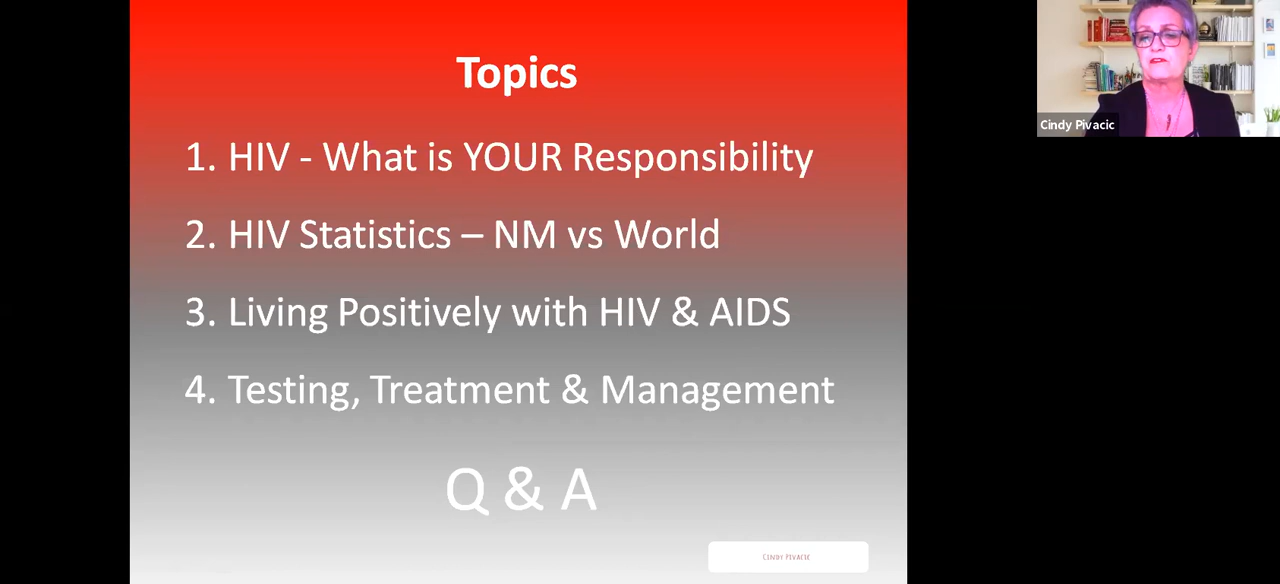 Topics
1. HIV - What is YOUR Responsibility
2. HIV Statistics – NM vs World
3. Living Positively with HIV & AIDS
4. Testing, Treatment & Management
Q & A
Cindy Pivacic
Cindy Pivacic